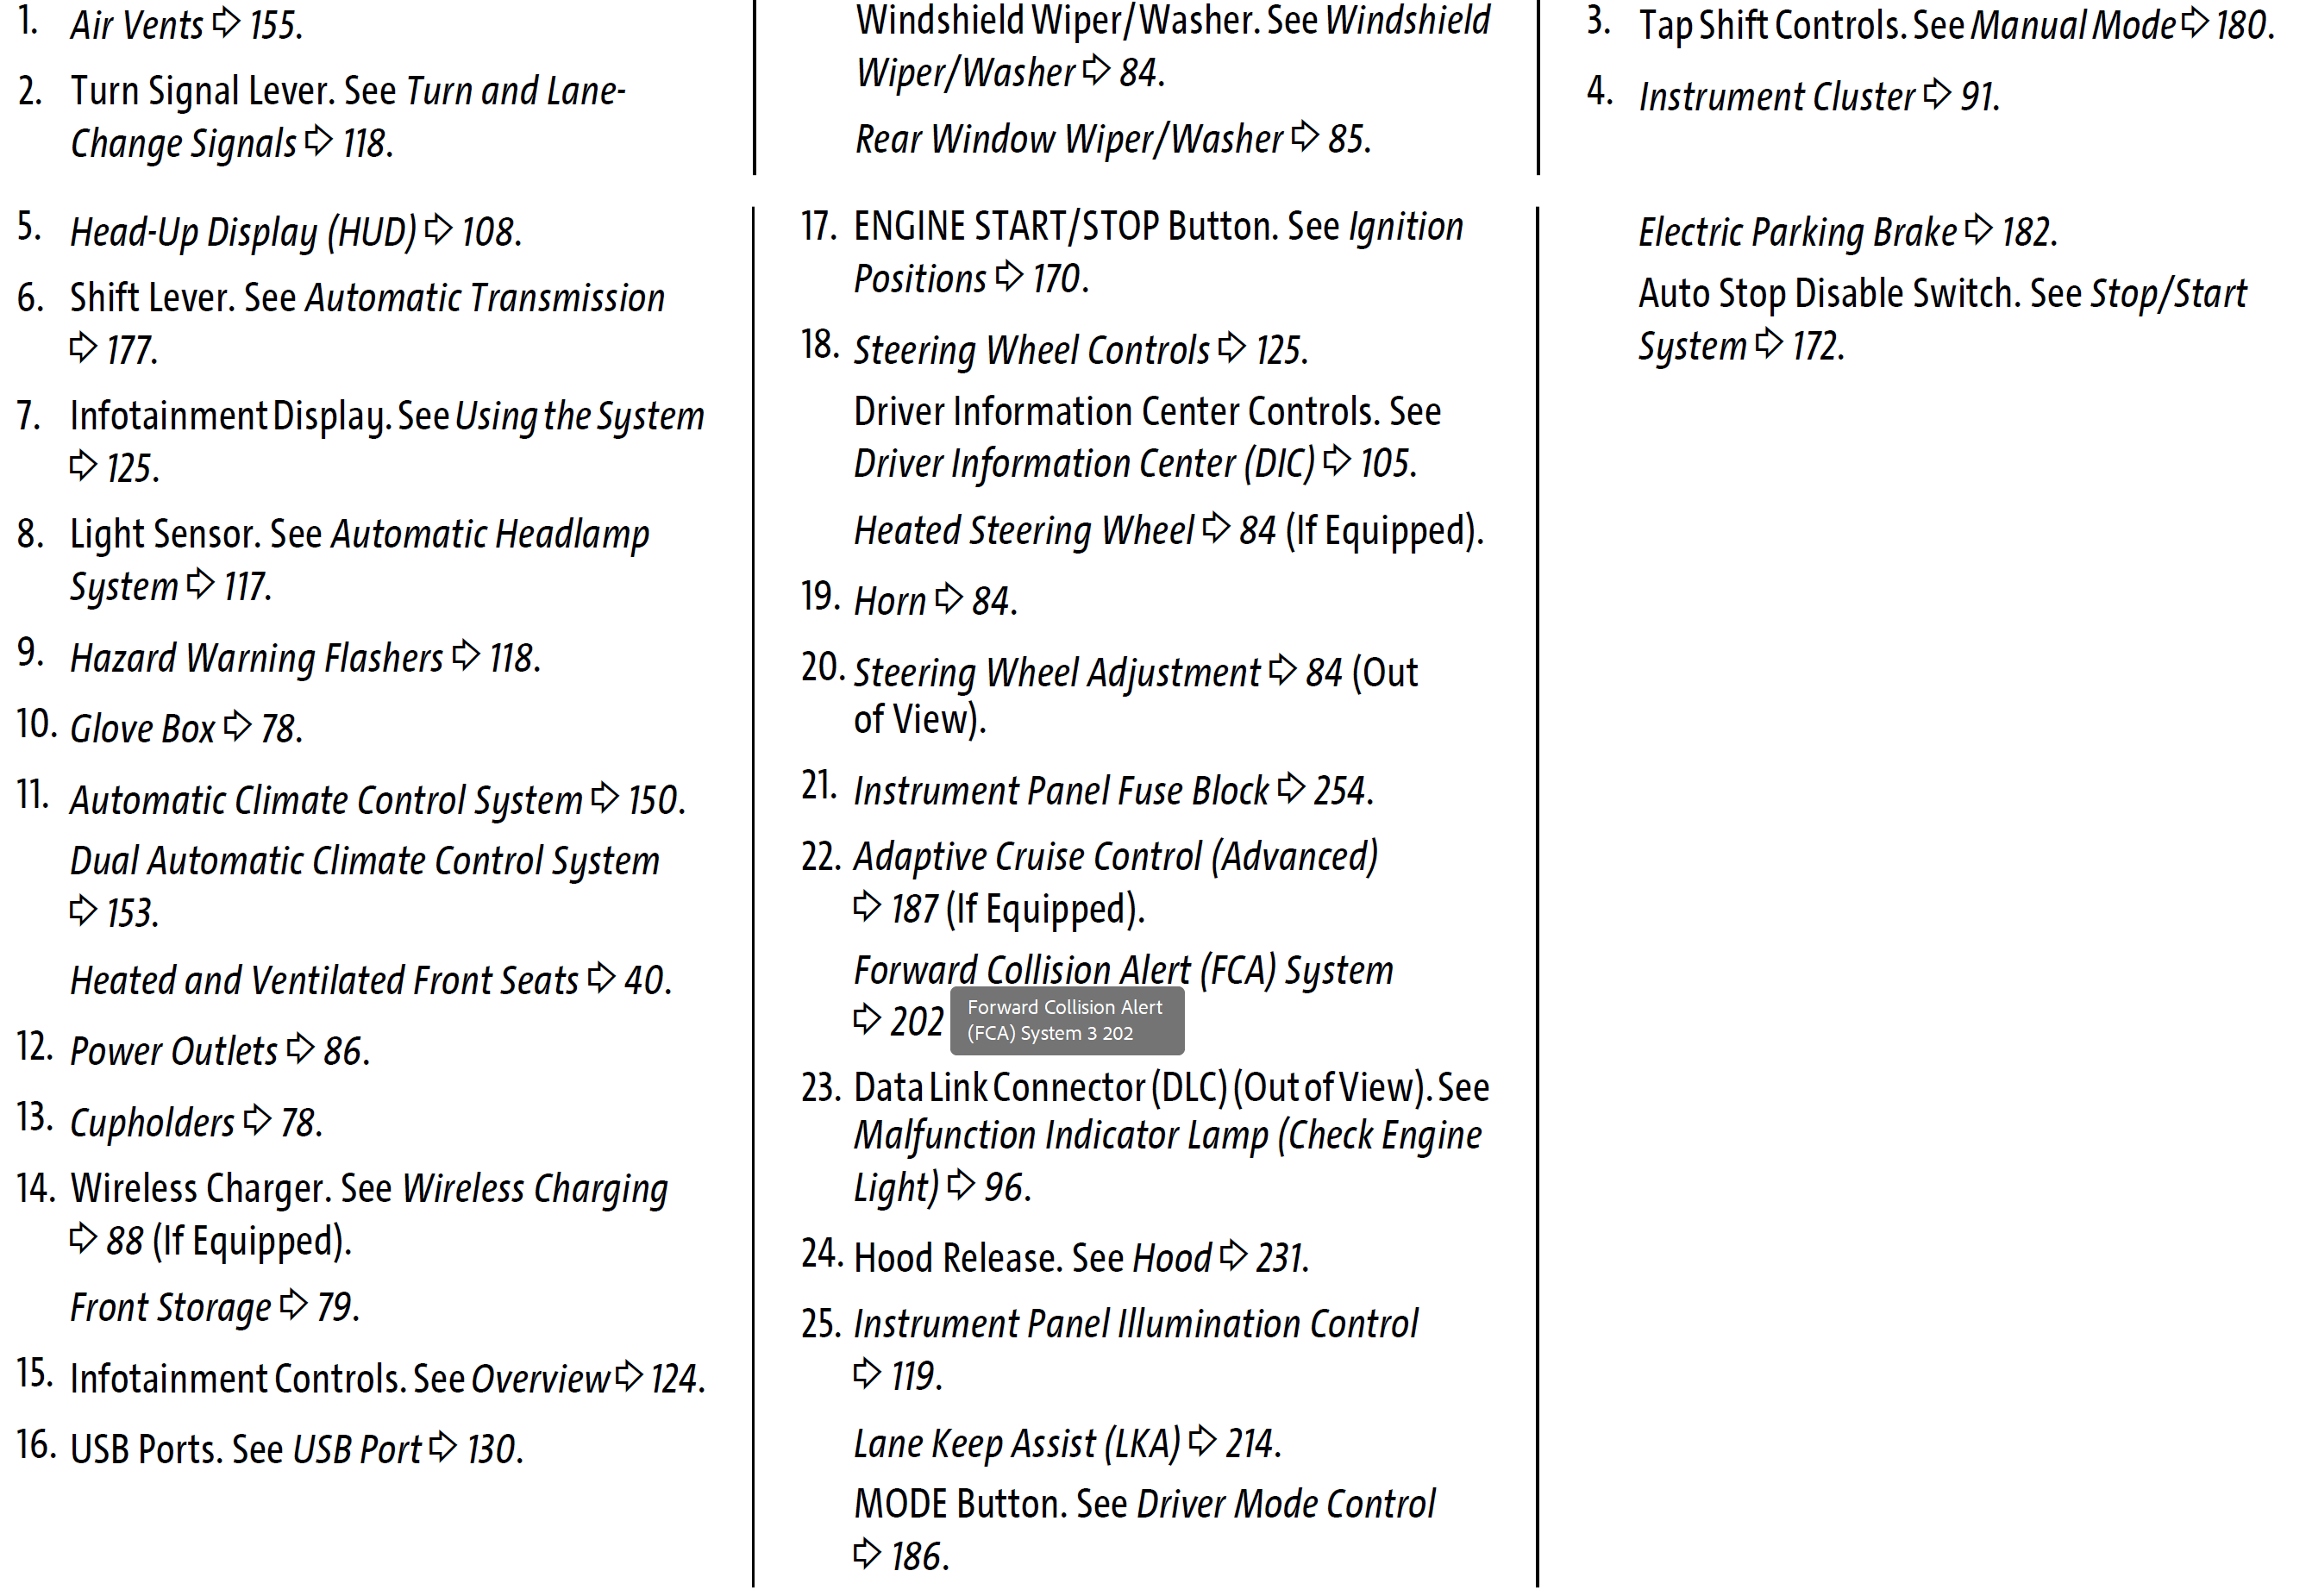 1. Air Vents ⇨ 155.
2. Turn Signal Lever. See Turn and Lane-
Change Signals ⇨ 118.
Windshield Wiper/Washer. See Windshield
Wiper/Washer ⇨ 84.
Rear Window Wiper/Washer ⇨ 85.
3. Tap Shift Controls. See Manual Mode ⇨ 180.
4. Instrument Cluster ⇨ 91.
5. Head-Up Display (HUD) ⇨ 108.
6. Shift Lever. See Automatic Transmission
⇨ 177.
7. Infotainment Display. See Using the System
⇨ 125.
8. Light Sensor. See Automatic Headlamp
System ⇨ 117.
9. Hazard Warning Flashers ⇨ 118.
10. Glove Box ⇨ 78.
11. Automatic Climate Control System ⇨ 150.
Dual Automatic Climate Control System
⇨ 153.
Heated and Ventilated Front Seats ⇨ 40.
12. Power Outlets ⇨ 86.
13. Cupholders ⇨ 78.
14. Wireless Charger. See Wireless Charging
⇨ 88 (If Equipped).
Front Storage ⇨ 79.
15. Infotainment Controls. See Overview ⇨ 124.
16. USB Ports. See USB Port ⇨ 130.
17. ENGINE START/STOP Button. See Ignition
Positions ⇨ 170.
18. Steering Wheel Controls ⇨ 125.
Driver Information Center Controls. See
Driver Information Center (DIC) ⇨ 105.
Heated Steering Wheel ⇨ 84 (If Equipped).
19. Horn ⇨ 84.
20. Steering Wheel Adjustment ⇨ 84 (Out
of View).
21. Instrument Panel Fuse Block ⇨ 254.
22. Adaptive Cruise Control (Advanced)
⇨ 187 (If Equipped).
Forward Collision Alert (FCA) System
⇨ 202
Forward Collision Alert
(FCA) System 3 202
23. Data Link Connector (DLC) (Out of View). See
Malfunction Indicator Lamp (Check Engine
Light) ⇨ 96.
24. Hood Release. See Hood ⇨ 231.
25. Instrument Panel Illumination Control
⇨ 119.
Lane Keep Assist (LKA) ⇨ 214.
MODE Button. See Driver Mode Control
⇨ 186.
Electric Parking Brake ⇨ 182.
Auto Stop Disable Switch. See Stop/Start
System ⇨ 172.